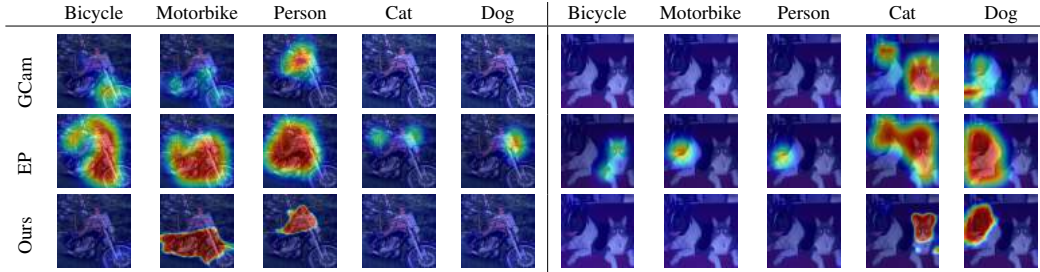 Bicycle Motorbike Person Cat Dog Bicycle Motorbike Person Cat Dog
GCam
EP
Ours